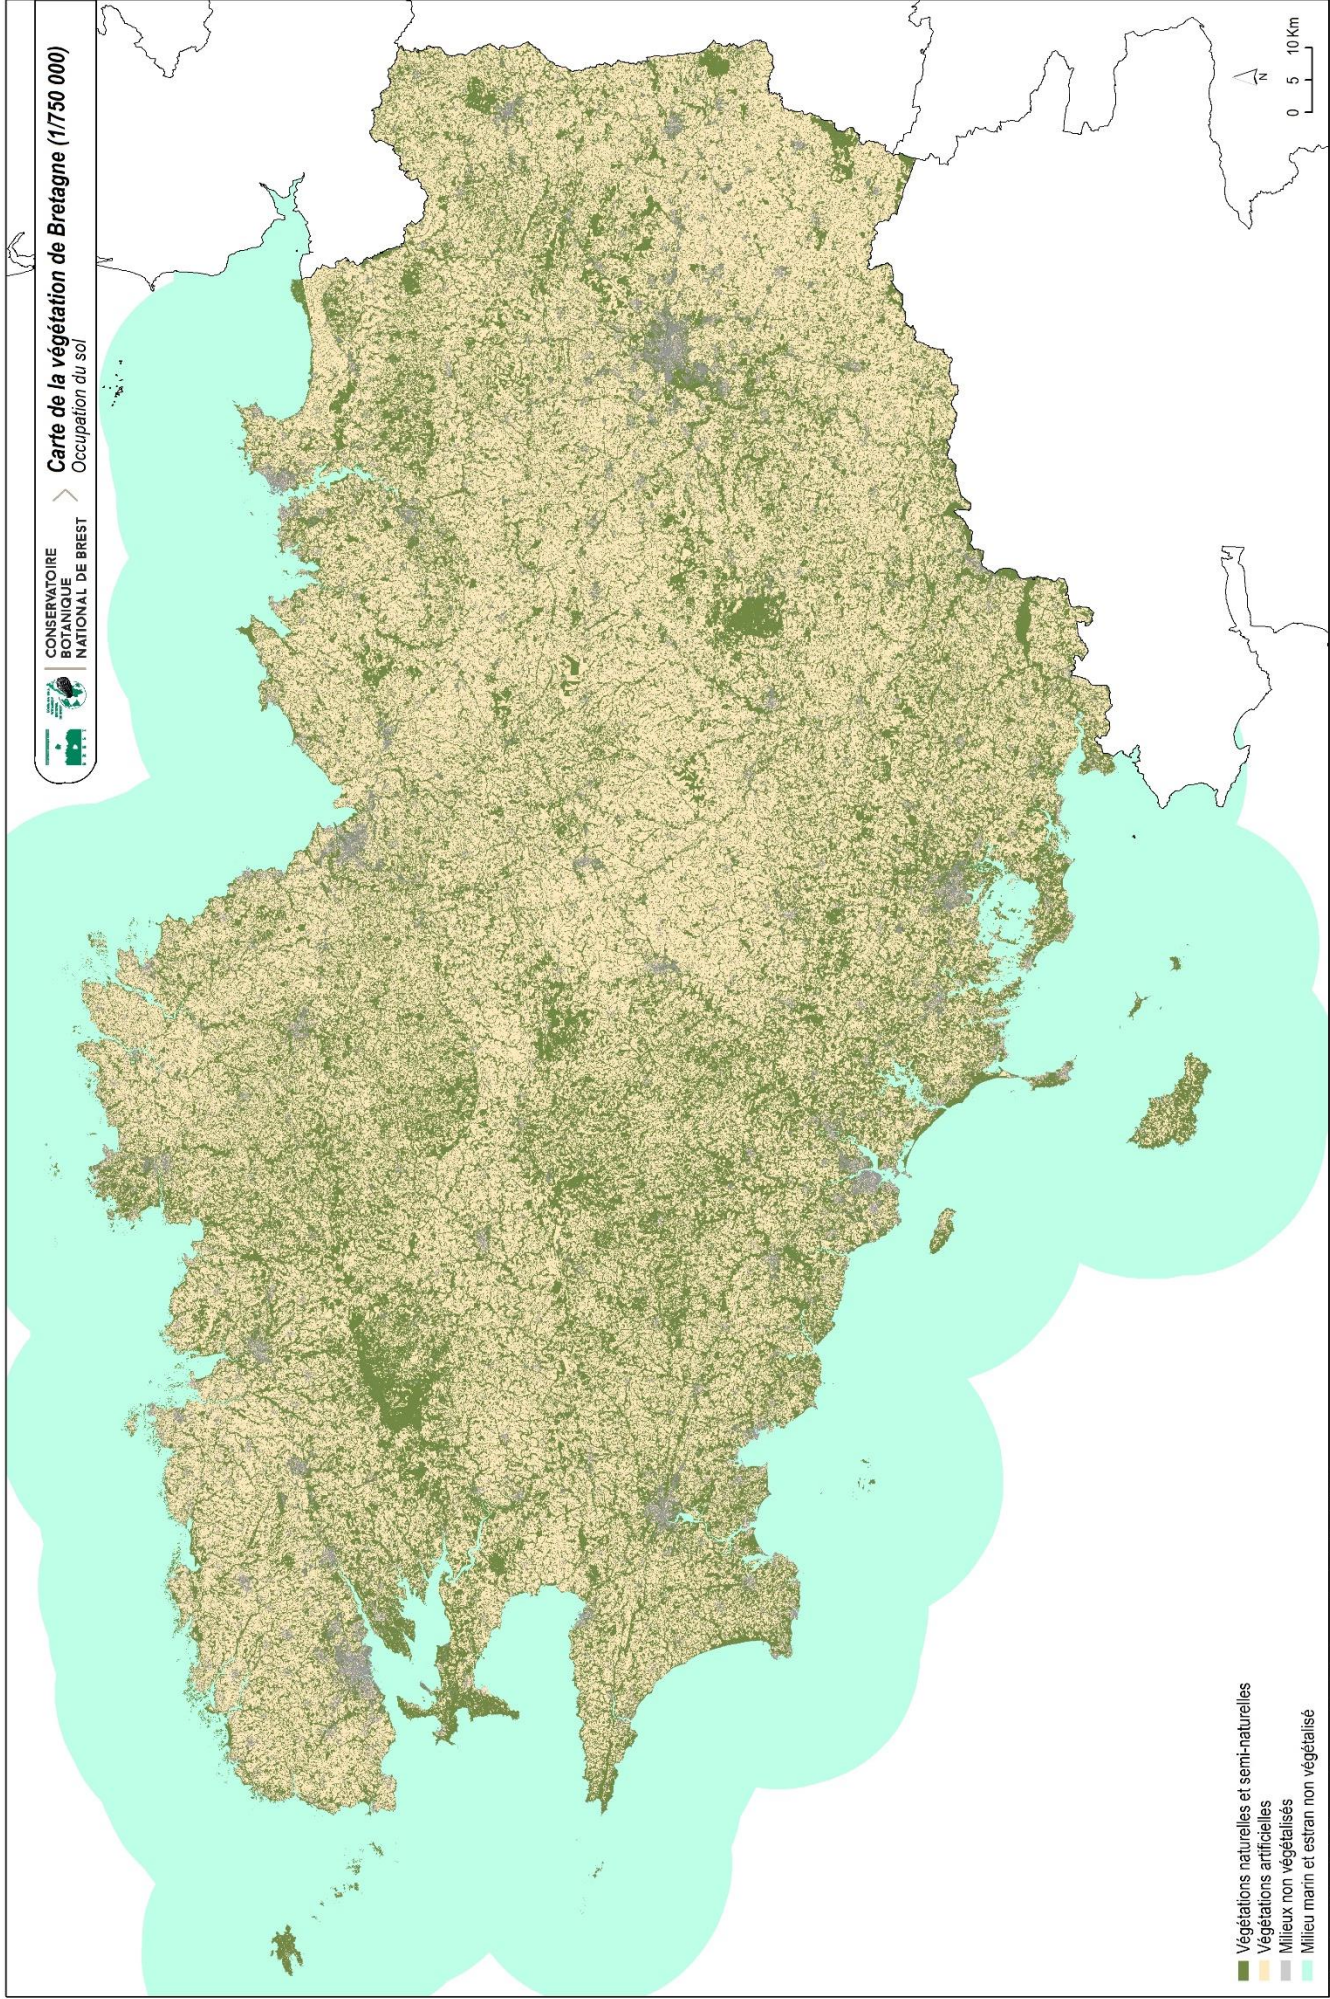 CONSERVATOIRE
BOTANIQUE
NATIONAL DE BREST
Carte de la végétation de Bretagne (1/750 000)
Occupation du sol
N
0 5 10 Km
Végétations naturelles et semi-naturelles
Végétations artificielles
Milieux non végétalisés
Milieu marin et estran non végétalisé